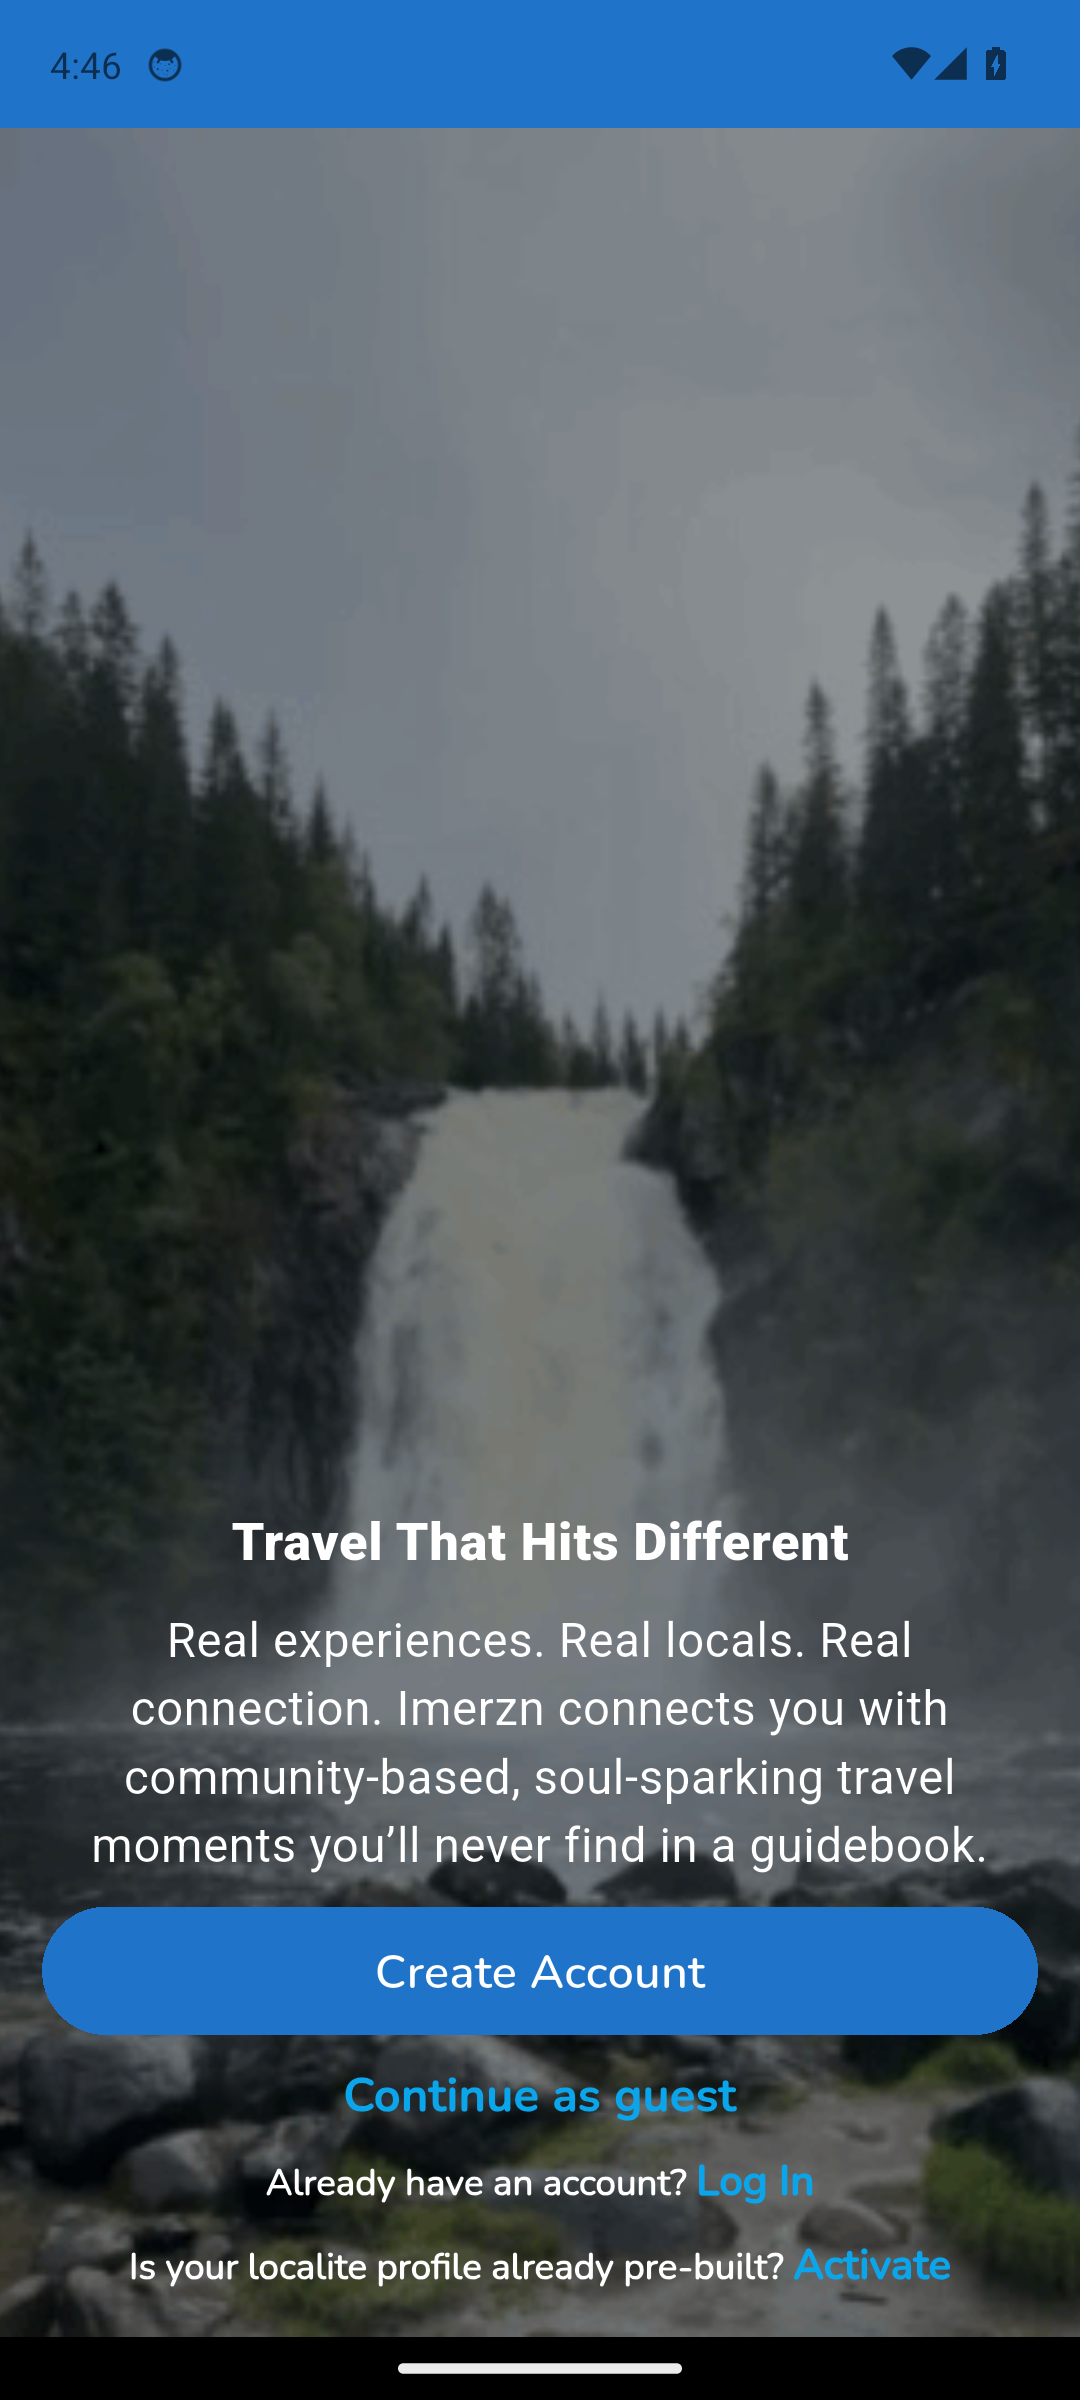 4:46
Travel That Hits Different
Real experiences. Real locals. Real
connection. Imerzn connects you with
community-based, soul-sparking travel
moments you’ll never find in a guidebook.
Create Account
Continue as guest
Already have an account? Log In
Is your localite profile already pre-built? Activate